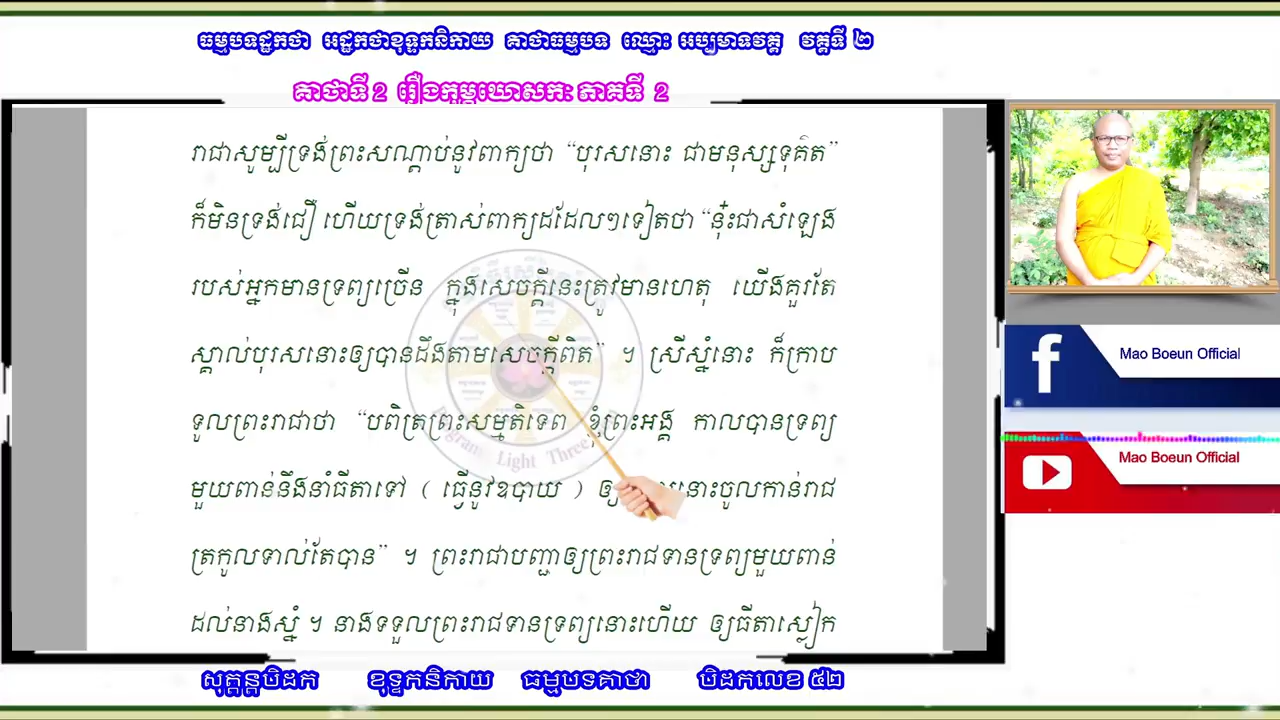 ធម្មបទដ្ឋកថា អដ្ឋកថាខុទ្ទកនិកាយ គាថាធម្មបទ ឈ្មោះ អប្បមាទវគ្គ វគ្គទី ២
គាថាទី 2 រឿងកុម្ភឃោសកៈ ភាគទី 2
រាជាសូម្បីទ្រង់ព្រះសណ្តាប់នូវពាក្យថា “បុរសនោះ ជាមនុស្សទុគ៌ត”
ក៏មិនទ្រង់ជឿ ហើយទ្រង់ត្រាស់ពាក្យដដែលៗទៀតថា “នុ៎ះជាសំឡេង
របស់អ្នកមានទ្រព្យច្រើន ក្នុងសេចក្តីនេះត្រូវមានហេតុ យើងគួរតែ
ស្គាល់បុរសនោះឲ្យបានដឹងតាមសេចក្តីពិត” ។ ស្រីស្នំនោះ ក៏ក្រាប
ទូលព្រះរាជាថា “បពិត្រព្រះសម្មតិទេព ខ្ញុំព្រះអង្គ កាលបានទ្រព្យ
មួយពាន់នឹងនាំធីតាទៅ ( ធ្វើនូវឧបាយ ) ឲ្យ នោះចូលកាន់រាជ
ត្រកូលទាល់តែបាន” ។ ព្រះរាជាបញ្ជាឲ្យព្រះរាជទានទ្រព្យមួយពាន់
ដល់នាងស្នំ ។ នាងទទួលព្រះរាជទានទ្រព្យនោះហើយ ឲ្យធីតាស្លៀក
Mao Boeun Official
Mao Boeun Official
Light Three
សុត្តន្តបិដក ខុទ្ទកនិកាយ ធម្មបទគាថា បិដកលេខ ៥២